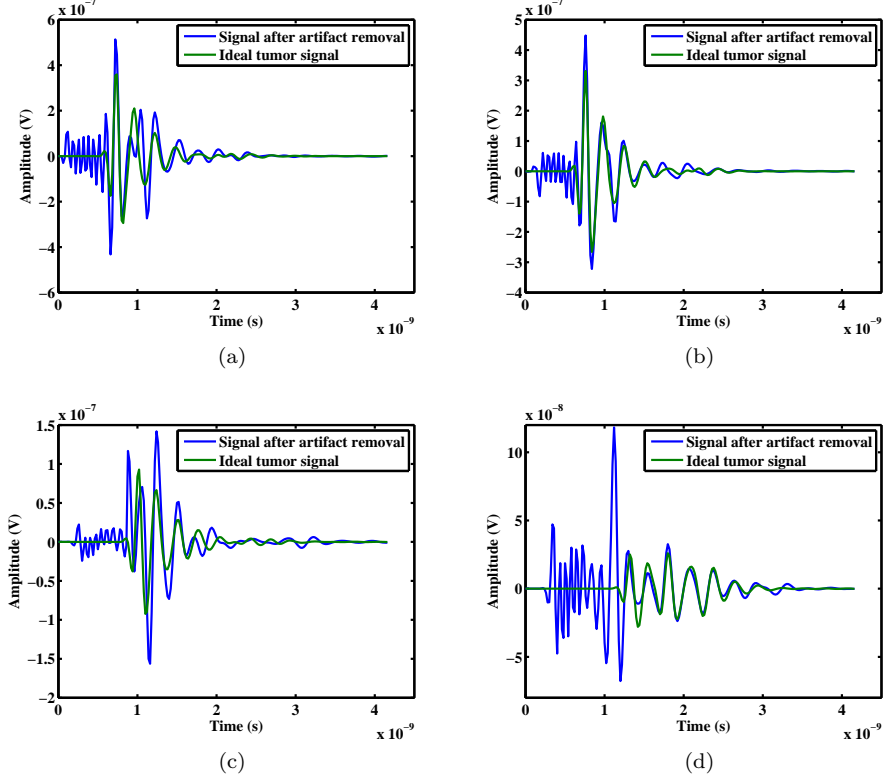 x 10⁻⁷
6
4
2
0
−2
−4
−6
Amplitude (V)
Signal after artifact removal
Ideal tumor signal
0 1 2 3 4
Time (s)
x 10⁻⁹
(a)
x 10⁻⁷
5
4
3
2
1
0
−1
−2
−3
−4
Amplitude (V)
Signal after artifact removal
Ideal tumor signal
0 1 2 3 4
Time (s)
x 10⁻⁹
(b)
x 10⁻⁷
1.5
1
0.5
0
−0.5
−1
−1.5
−2
Amplitude (V)
Signal after artifact removal
Ideal tumor signal
0 1 2 3 4
Time (s)
x 10⁻⁹
(c)
x 10⁻⁸
10
5
0
−5
Amplitude (V)
Signal after artifact removal
Ideal tumor signal
0 1 2 3 4
Time (s)
x 10⁻⁹
(d)